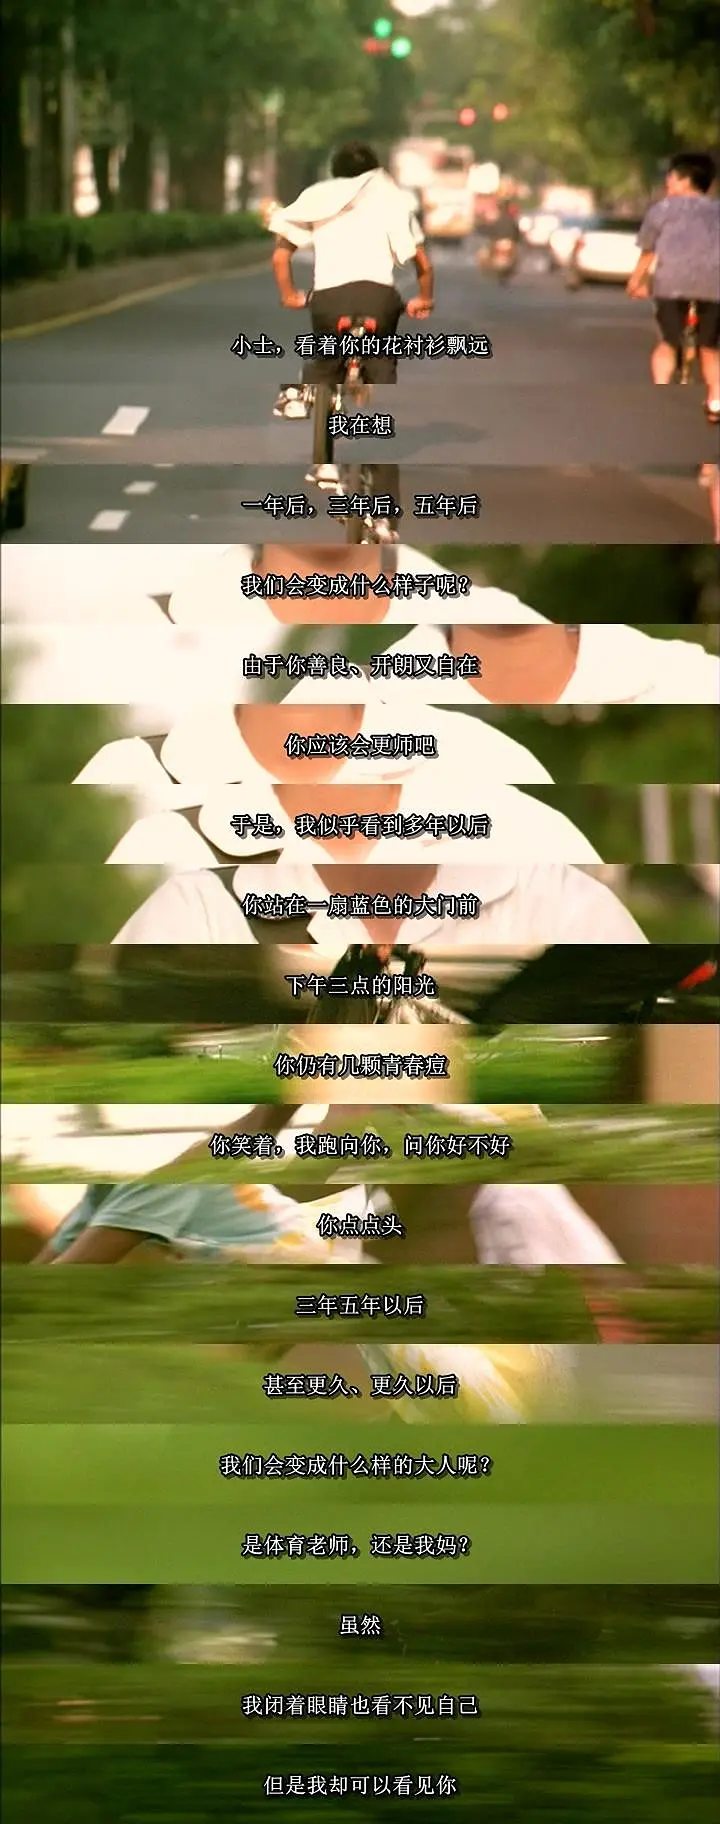 小士，看着你的花衬衫飘远
我在想
一年后，三年后，五年后
我们会变成什么样子呢？
由于你善良、开朗又自在
你应该会更师吧
于是，我似乎看到多年以后
你站在一扇蓝色的大门前
下午三点的阳光
你仍有几颗青春痘
你笑着，我跑向你，问你好不好
你点点头
三年五年以后
甚至更久、更久以后
我们会变成什么样的大人呢？
是体育老师，还是我妈？
虽然
我闭着眼睛也看不见自己
但是我却可以看见你